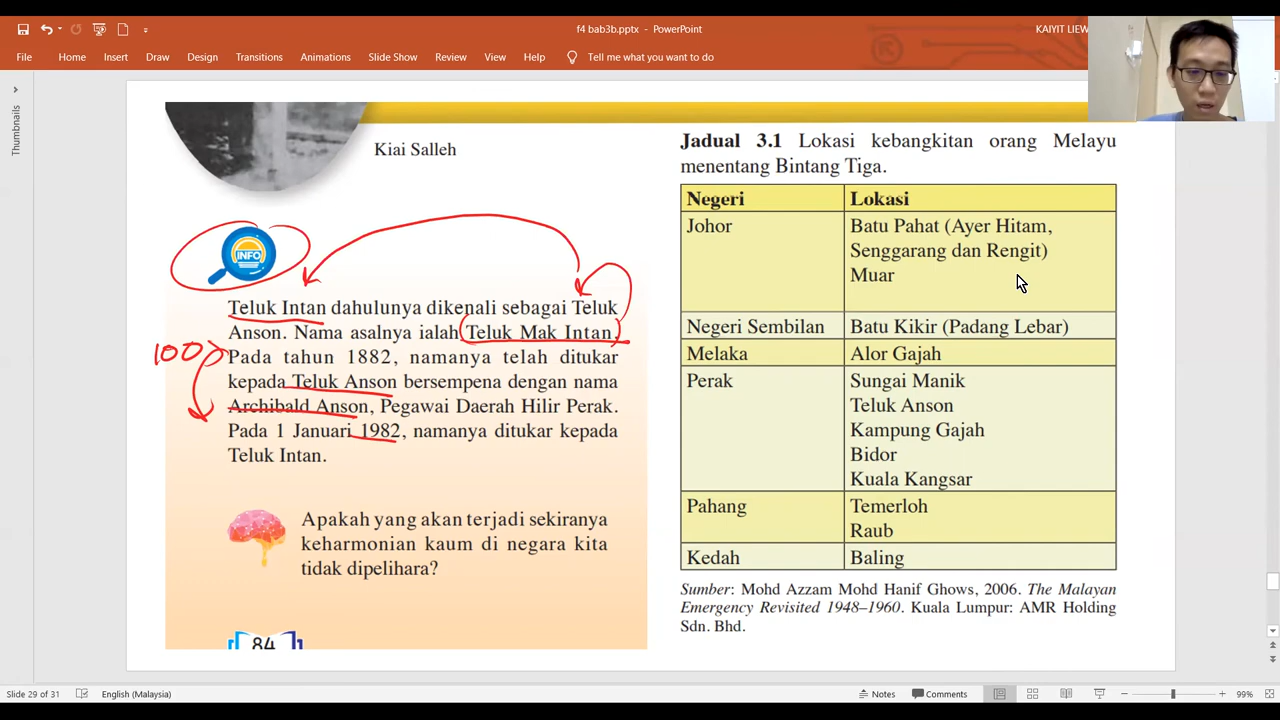 f4 bab3b.pptx - PowerPoint
KAIYIT LIEW
File Home Insert Draw Design Transitions Animations Slide Show Review View Help Tell me what you want to do
Thumbnails
Kiai Salleh
INFO
Teluk Intan dahulunya dikenali sebagai Teluk
Anson. Nama asalnya ialah Teluk Mak Intan.
100
Pada tahun 1882, namanya telah ditukar
kepada Teluk Anson bersempena dengan nama
Archibald Anson, Pegawai Daerah Hilir Perak.
Pada 1 Januari 1982, namanya ditukar kepada
Teluk Intan.
Apakah yang akan terjadi sekiranya
keharmonian kaum di negara kita
tidak dipelihara?
84
Jadual 3.1 Lokasi kebangkitan orang Melayu
menentang Bintang Tiga.
Negeri Lokasi
Johor Batu Pahat (Ayer Hitam,
Senggarang dan Rengit)
Muar
Negeri Sembilan Batu Kikir (Padang Lebar)
Melaka Alor Gajah
Perak Sungai Manik
Teluk Anson
Kampung Gajah
Bidor
Kuala Kangsar
Pahang Temerloh
Raub
Kedah Baling
Sumber: Mohd Azzam Mohd Hanif Ghows, 2006. The Malayan
Emergency Revisited 1948–1960. Kuala Lumpur: AMR Holding
Sdn. Bhd.
Slide 29 of 31 English (Malaysia) Notes Comments 99%